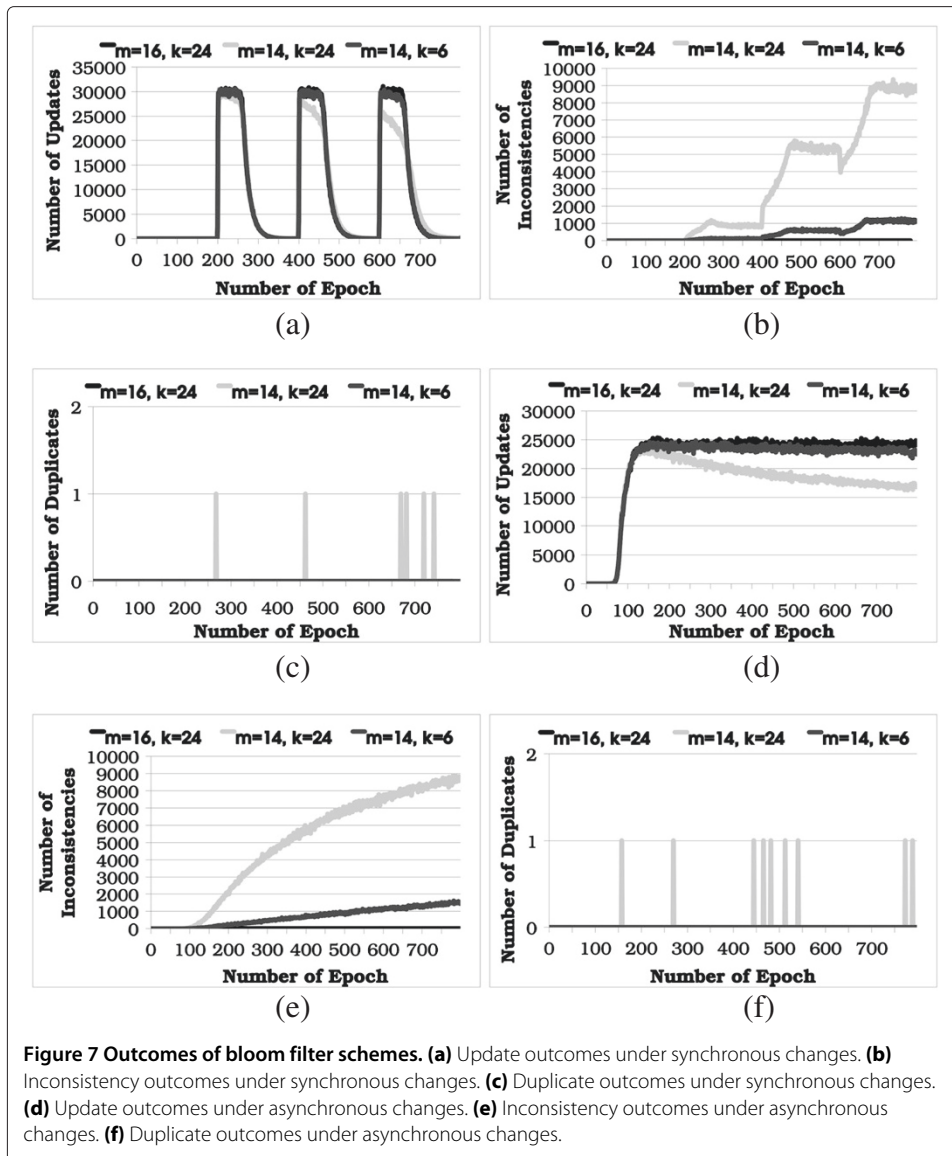 m=16, k=24 m=14, k=24 m=14, k=6
Number of Updates
35000
30000
25000
20000
15000
10000
5000
0
0 100 200 300 400 500 600 700
Number of Epoch
(a)
m=16, k=24 m=14, k=24 m=14, k=6
Number of
Inconsistencies
10000
9000
8000
7000
6000
5000
4000
3000
2000
1000
0
0 100 200 300 400 500 600 700
Number of Epoch
(b)
m=16, k=24 m=14, k=24 m=14, k=6
Number of Duplicates
2
1
0
0 100 200 300 400 500 600 700
Number of Epoch
(c)
m=16, k=24 m=14, k=24 m=14, k=6
Number of Updates
30000
25000
20000
15000
10000
5000
0
0 100 200 300 400 500 600 700
Number of Epoch
(d)
m=16, k=24 m=14, k=24 m=14, k=6
Number of
Inconsistencies
10000
9000
8000
7000
6000
5000
4000
3000
2000
1000
0
0 100 200 300 400 500 600 700
Number of Epoch
(e)
m=16, k=24 m=14, k=24 m=14, k=6
Number of Duplicates
2
1
0
0 100 200 300 400 500 600 700
Number of Epoch
(f)
Figure 7 Outcomes of bloom filter schemes. (a) Update outcomes under synchronous changes. (b)
Inconsistency outcomes under synchronous changes. (c) Duplicate outcomes under synchronous changes.
(d) Update outcomes under asynchronous changes. (e) Inconsistency outcomes under asynchronous
changes. (f) Duplicate outcomes under asynchronous changes.